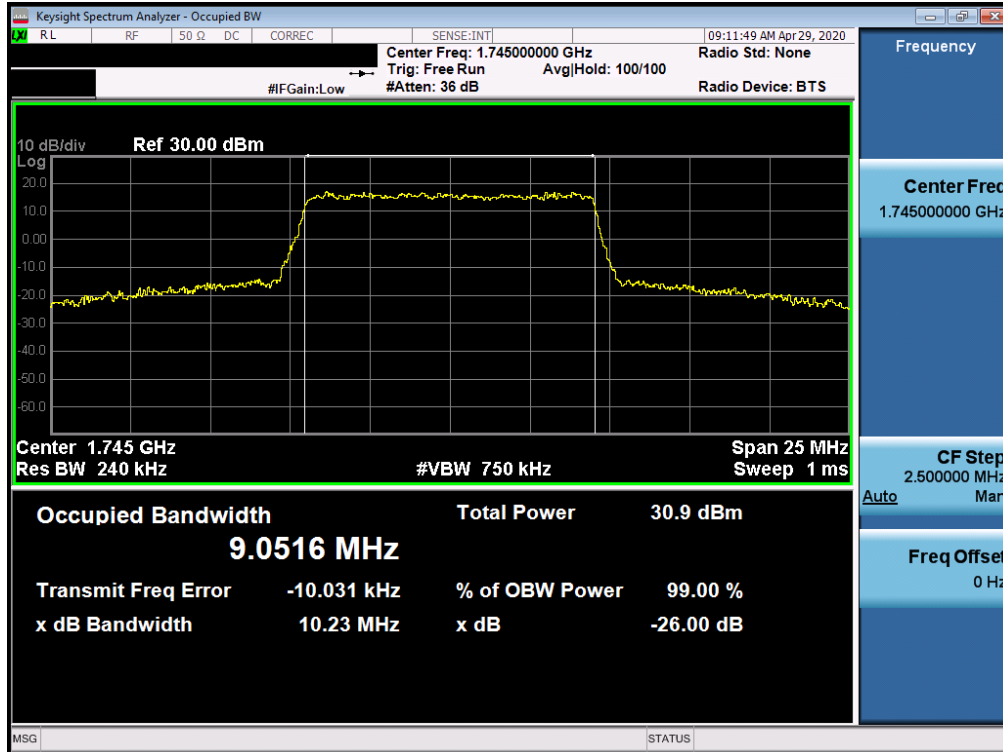 Keysight Spectrum Analyzer - Occupied BW
LXI RL RF 50 Ω DC CORREC SENSE:INT 09:11:49 AM Apr 29, 2020
Center Freq: 1.745000000 GHz Radio Std: None
Trig: Free Run Avg|Hold: 100/100
#IFGain:Low #Atten: 36 dB Radio Device: BTS
10 dB/div Ref 30.00 dBm
Log
20.0
10.0
0.00
-10.0
-20.0
-30.0
-40.0
-50.0
-60.0
Center 1.745 GHz Span 25 MHz
Res BW 240 kHz #VBW 750 kHz Sweep 1 ms
Occupied Bandwidth Total Power 30.9 dBm
9.0516 MHz
Transmit Freq Error -10.031 kHz % of OBW Power 99.00 %
x dB Bandwidth 10.23 MHz x dB -26.00 dB
Frequency
Center Freq
1.745000000 GHz
CF Step
2.500000 MHz
Auto Man
Freq Offset
0 Hz
MSG STATUS